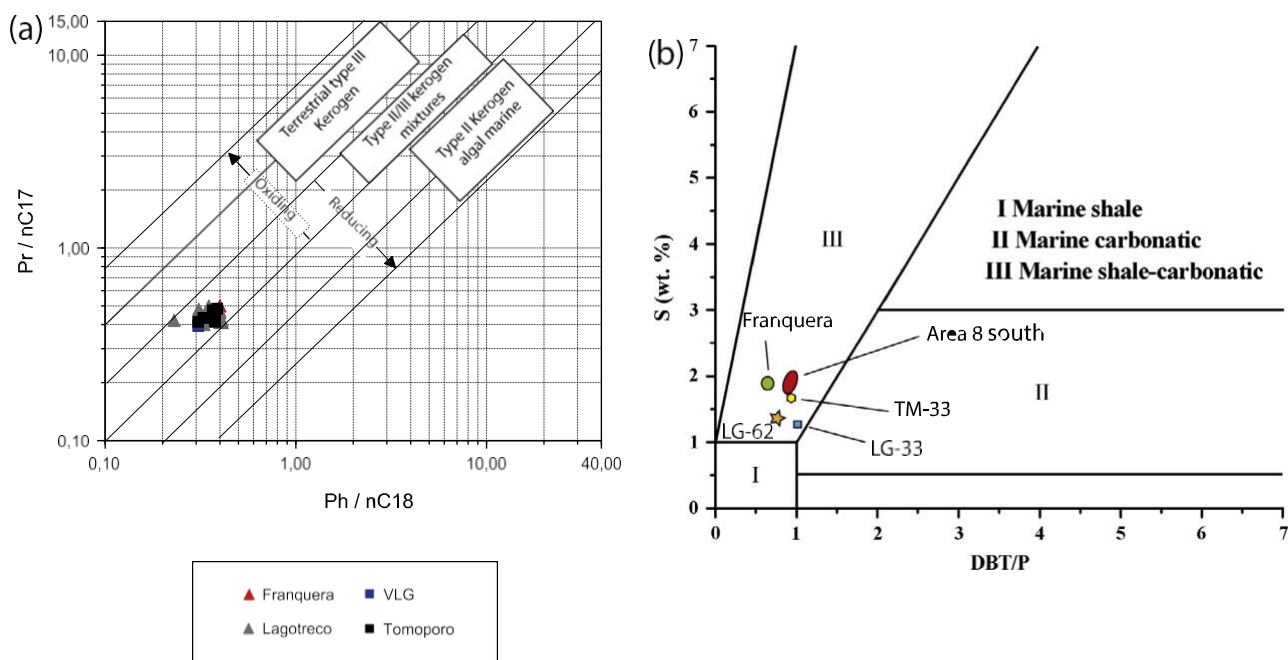 (a)
15,00
10,00
1,00
0,10
Pr / nC17
Terrestrial type III
Kerogen
Type II/III kerogen
mixtures
Type II Kerogen
algal marine
Oxiding
Reducing
0,10
1,00
10,00
40,00
Ph / nC18
Franquera
VLG
Lagotreco
Tomoporo
(b)
7
6
5
4
3
2
1
0
S (wt. %)
I Marine shale
II Marine carbonatic
III Marine shale-carbonatic
III
Franquera
Area 8 south
TM-33
II
LG-62
LG-33
I
0
1
2
3
4
5
6
7
DBT/P